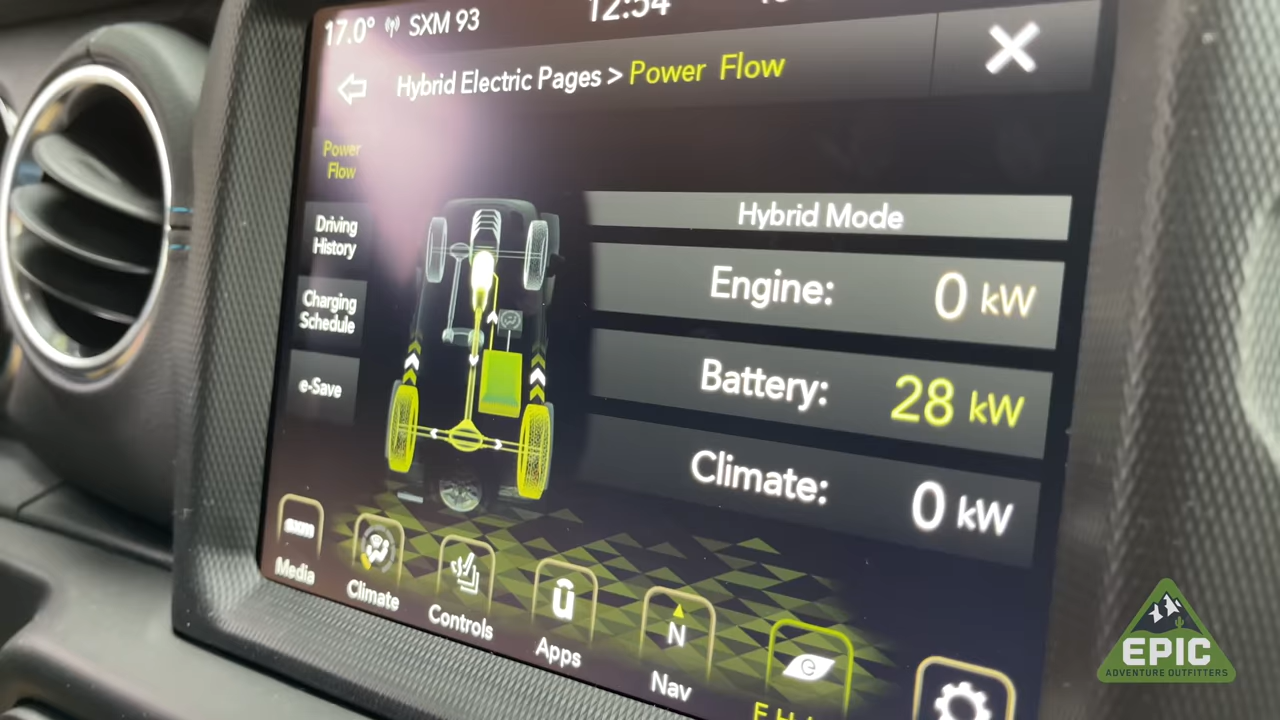 17.0° SXM 93
12:54
Hybrid Electric Pages > Power Flow
Power
Flow
Driving
History
Charging
Schedule
e-Save
Hybrid Mode
Engine: 0 kW
Battery: 28 kW
Climate: 0 kW
Media
Climate
Controls
Apps
N
Nav
EPIC
ADVENTURE OUTFITTERS